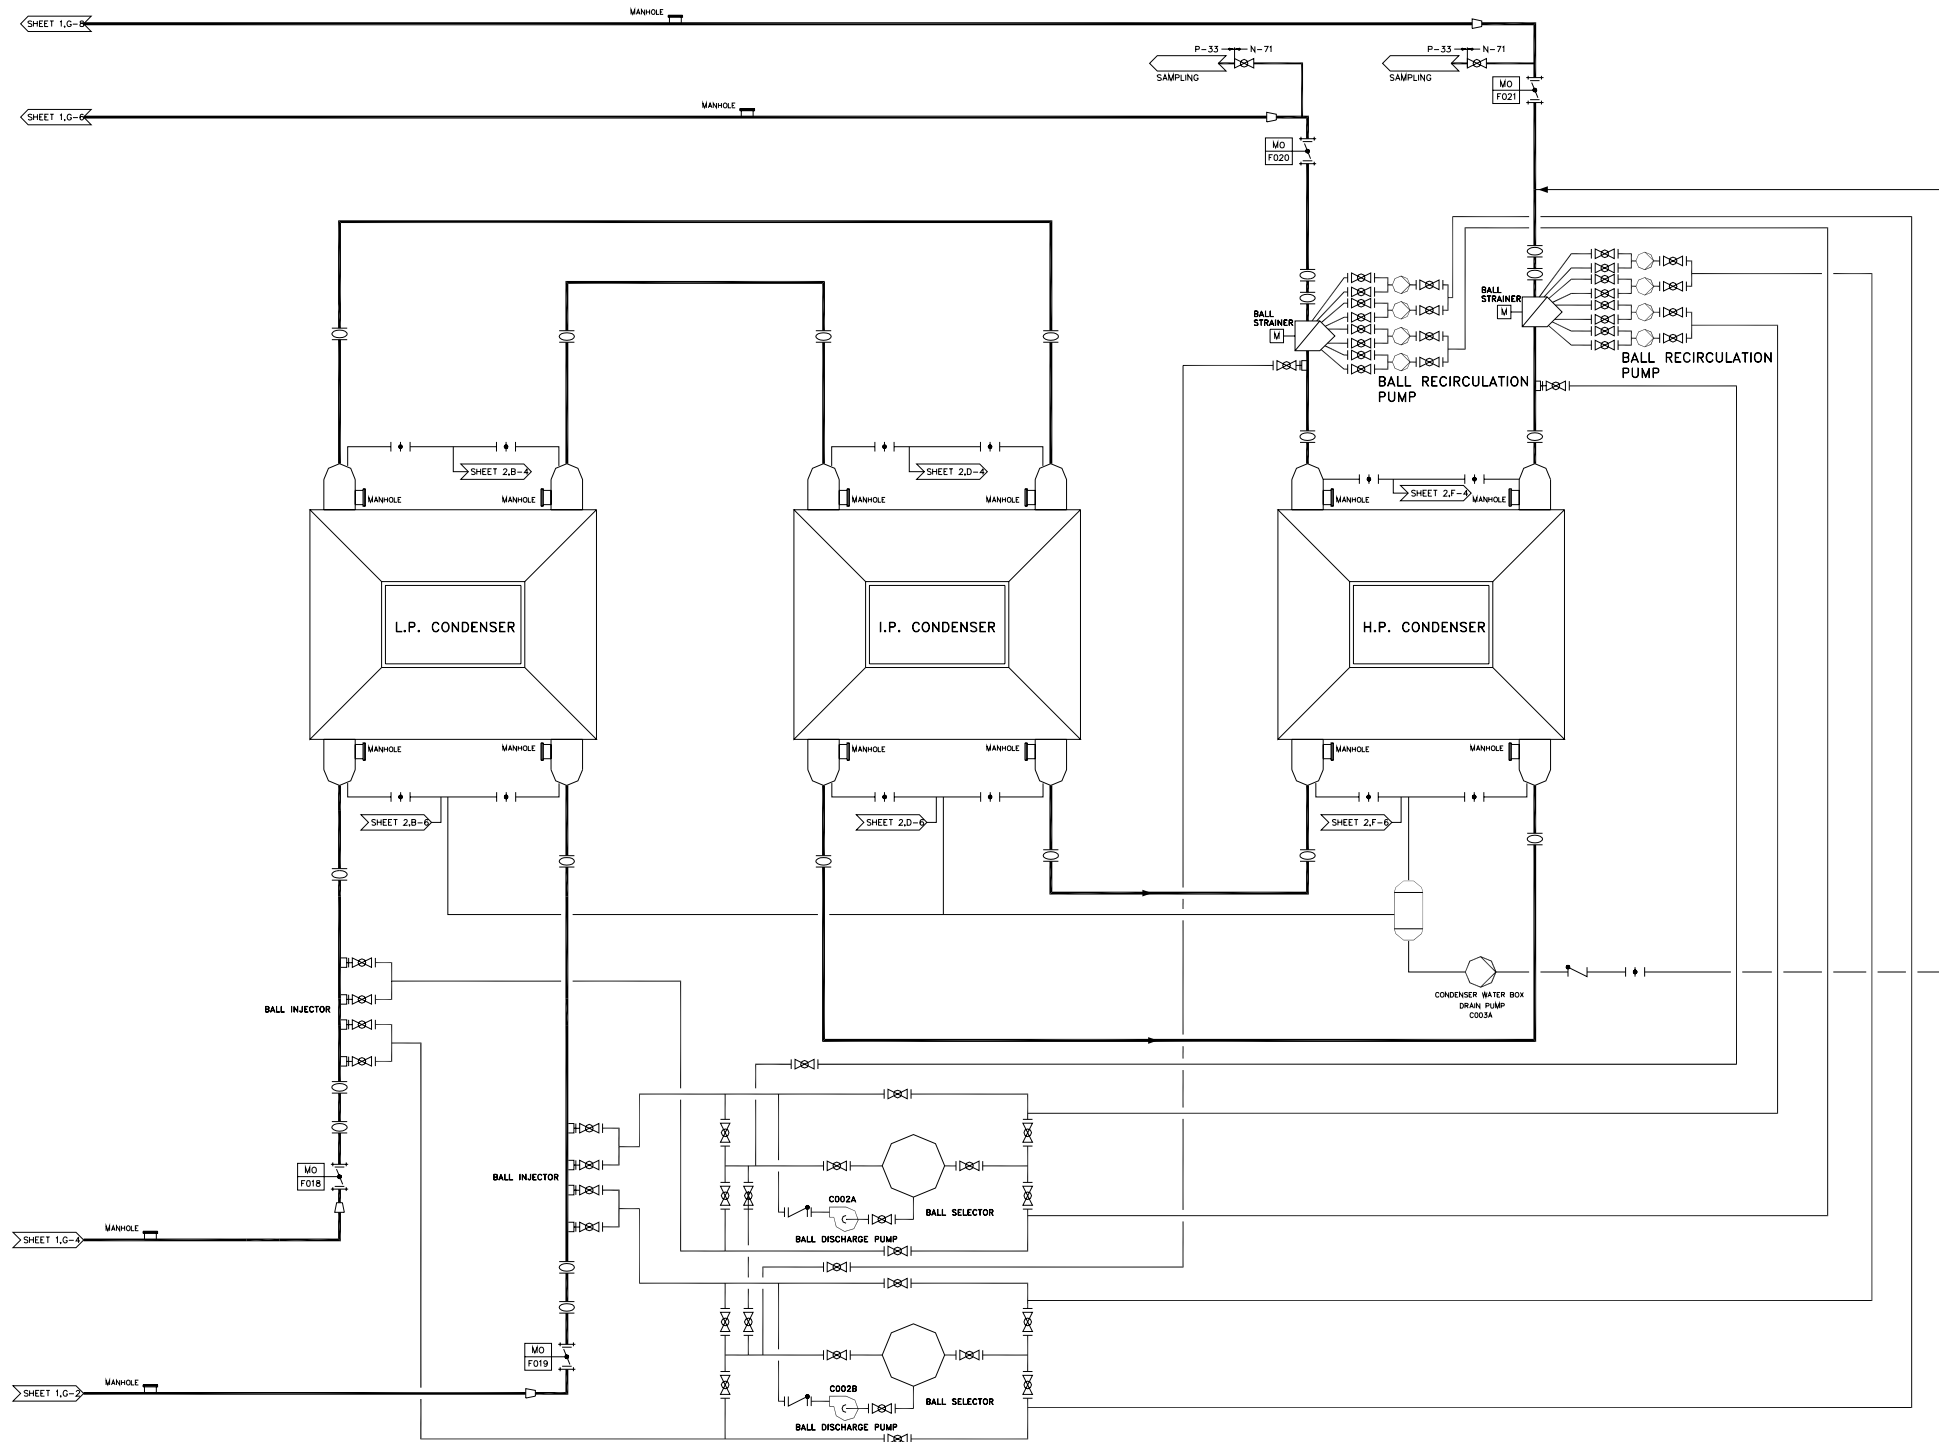 MANHOLE
SHEET 1,G-8
P-33 N-71
P-33 N-71
SAMPLING
SAMPLING
MO
F021
MANHOLE
SHEET 1,G-6
MO
F020
BALL
STRAINER
M
BALL
STRAINER
M
BALL RECIRCULATION
PUMP
BALL RECIRCULATION
PUMP
SHEET 2,B-4
SHEET 2,D-4
SHEET 2,F-4
MANHOLE
MANHOLE
MANHOLE
MANHOLE
MANHOLE
MANHOLE
L.P. CONDENSER
I.P. CONDENSER
H.P. CONDENSER
MANHOLE
MANHOLE
MANHOLE
MANHOLE
MANHOLE
MANHOLE
SHEET 2,B-6
SHEET 2,D-6
SHEET 2,F-6
CONDENSER WATER BOX
DRAIN PUMP
C003A
BALL INJECTOR
MO
F018
BALL INJECTOR
C002A
BALL SELECTOR
BALL DISCHARGE PUMP
MANHOLE
SHEET 1,G-4
MO
F019
MANHOLE
SHEET 1,G-2
C002B
BALL SELECTOR
BALL DISCHARGE PUMP